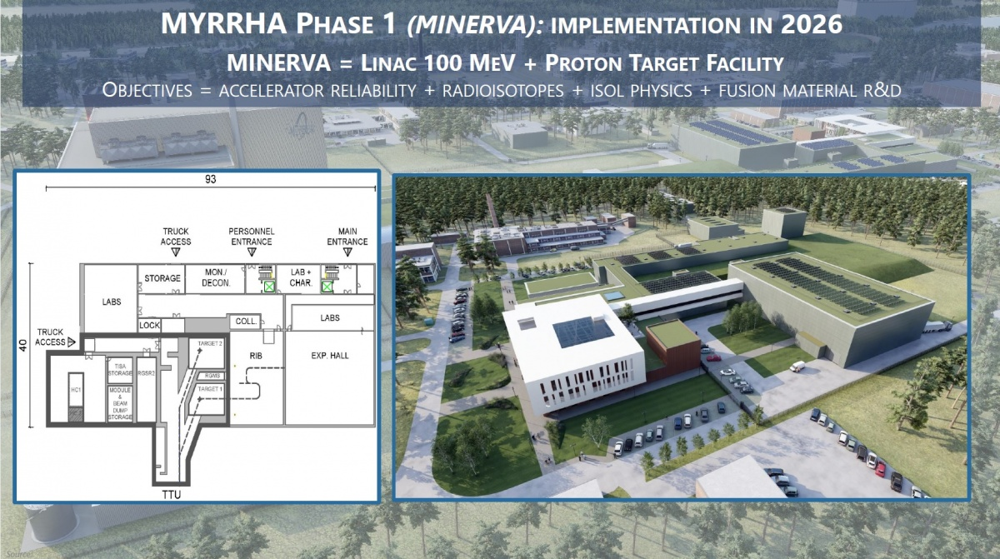 MYRRHA PHASE 1 (MINERVA): IMPLEMENTATION IN 2026
MINERVA = LINAC 100 MEV + PROTON TARGET FACILITY
OBJECTIVES = ACCELERATOR RELIABILITY + RADIOISOTOPES + ISOL PHYSICS + FUSION MATERIAL R&D
93
TRUCK
ACCESS
PERSONNEL
ENTRANCE
MAIN
ENTRANCE
40
LABS
STORAGE
MON./
DECON.
LAB +
CHAR.
LOCK
COLL.
LABS
TRUCK
ACCESS
HC1
TISA
STORAGE
MODULE
&
BEAM
DUMP
STORAGE
TARGET 2
RGMS
TARGET 1
RIB
EXP. HALL
TTU
Source: